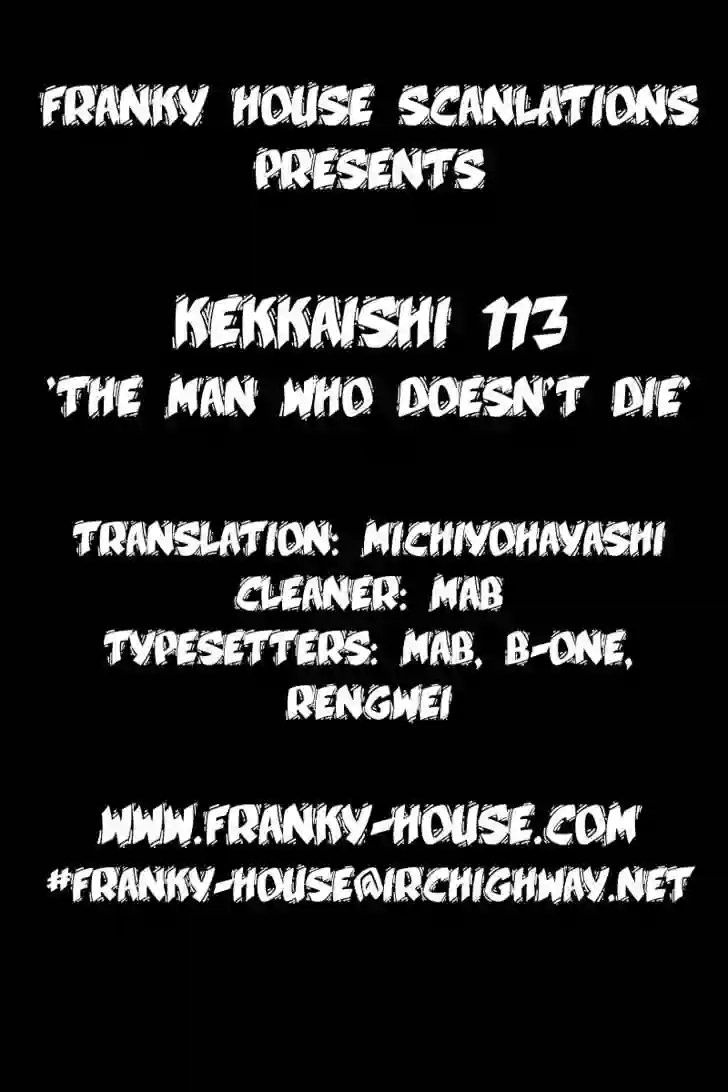 FRANKY HOUSE SCANLATIONS
PRESENTS
KEKKAISHI 113
'THE MAN WHO DOESN'T DIE'
TRANSLATION: MICHIYOHAYASHI
CLEANER: MAB
TYPESETTERS: MAB, B-ONE,
RENGWEI
WWW.FRANKY-HOUSE.COM
#FRANKY-HOUSE@IRCHIGHWAY.NET